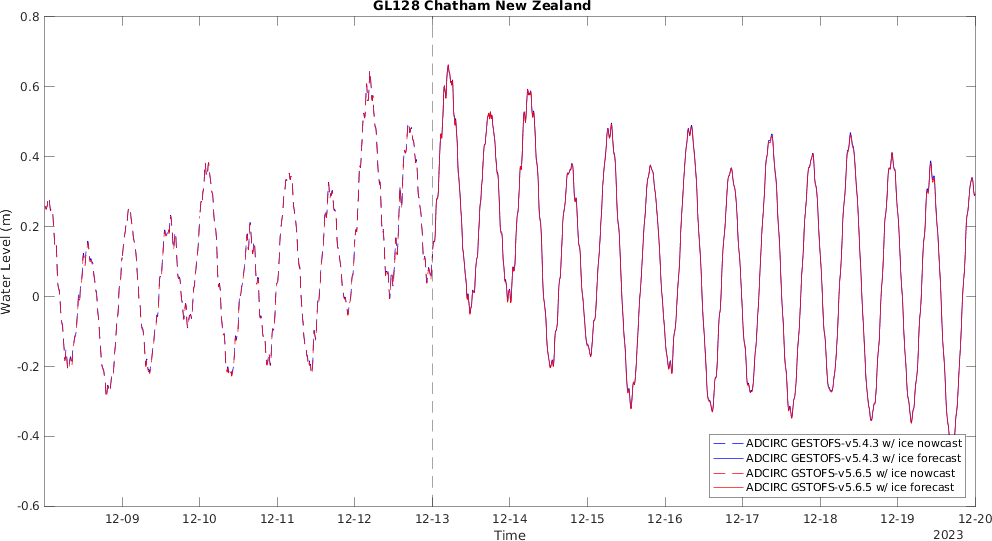 GL128 Chatham New Zealand
0.8
0.6
0.4
0.2
0
-0.2
-0.4
-0.6
Water Level (m)
12-09 12-10 12-11 12-12 12-13 12-14 12-15 12-16 12-17 12-18 12-19 12-20
Time
2023
ADCIRC GESTOFS-v5.4.3 w/ ice nowcast
ADCIRC GESTOFS-v5.4.3 w/ ice forecast
ADCIRC GSTOFS-v5.6.5 w/ ice nowcast
ADCIRC GSTOFS-v5.6.5 w/ ice forecast